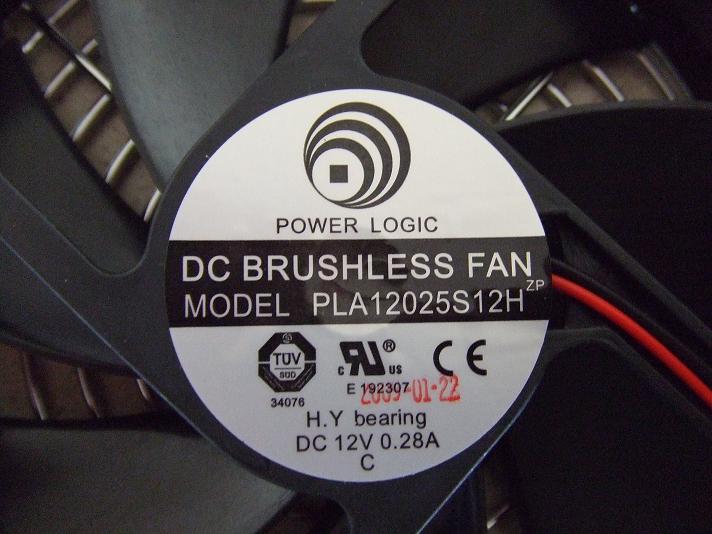 POWER LOGIC
DC BRUSHLESS FAN
MODEL PLA12025S12H ZP
TÜV
SÜD
34076
c RU ® US
E 192307
2009-01-22
CE
H.Y bearing
DC 12V 0.28A
C